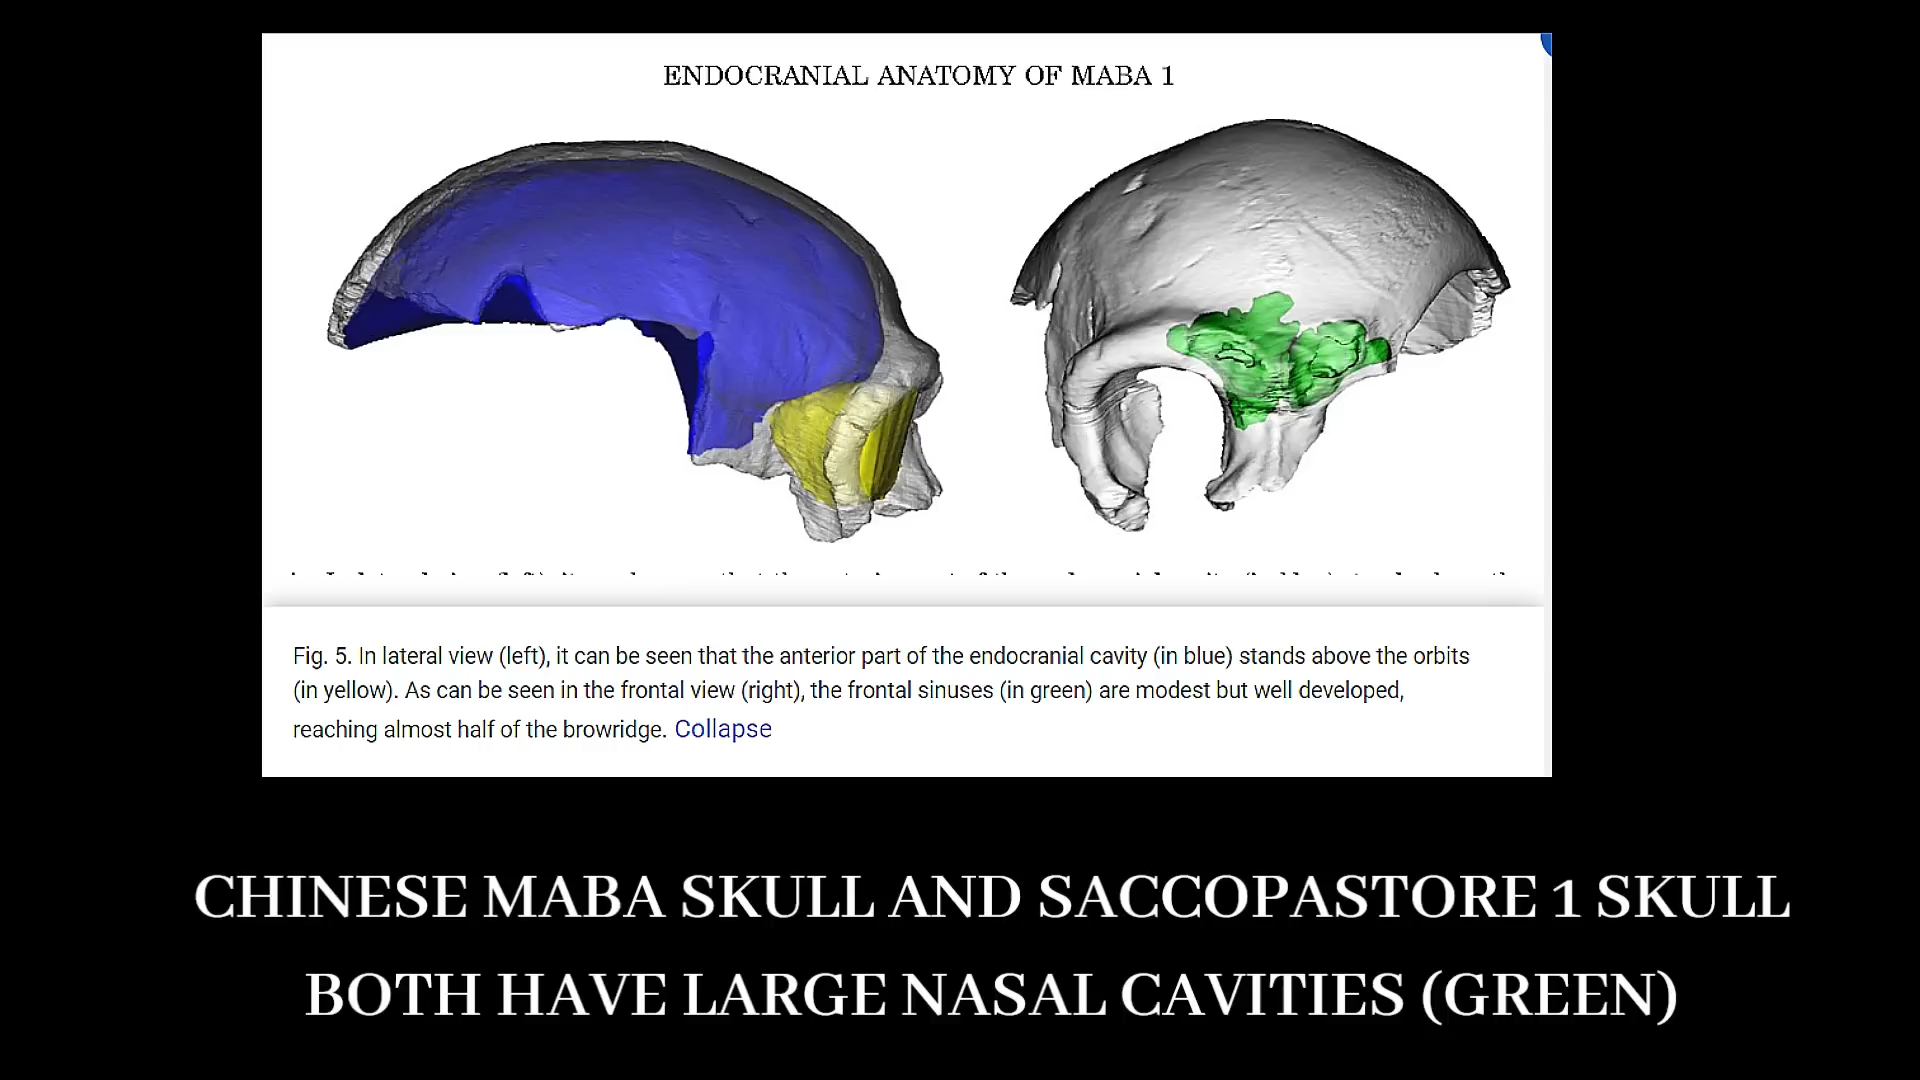 ENDOCRANIAL ANATOMY OF MABA 1
Fig. 5. In lateral view (left), it can be seen that the anterior part of the endocranial cavity (in blue) stands above the orbits
(in yellow). As can be seen in the frontal view (right), the frontal sinuses (in green) are modest but well developed,
reaching almost half of the browridge. Collapse
CHINESE MABA SKULL AND SACCOPASTORE 1 SKULL
BOTH HAVE LARGE NASAL CAVITIES (GREEN)